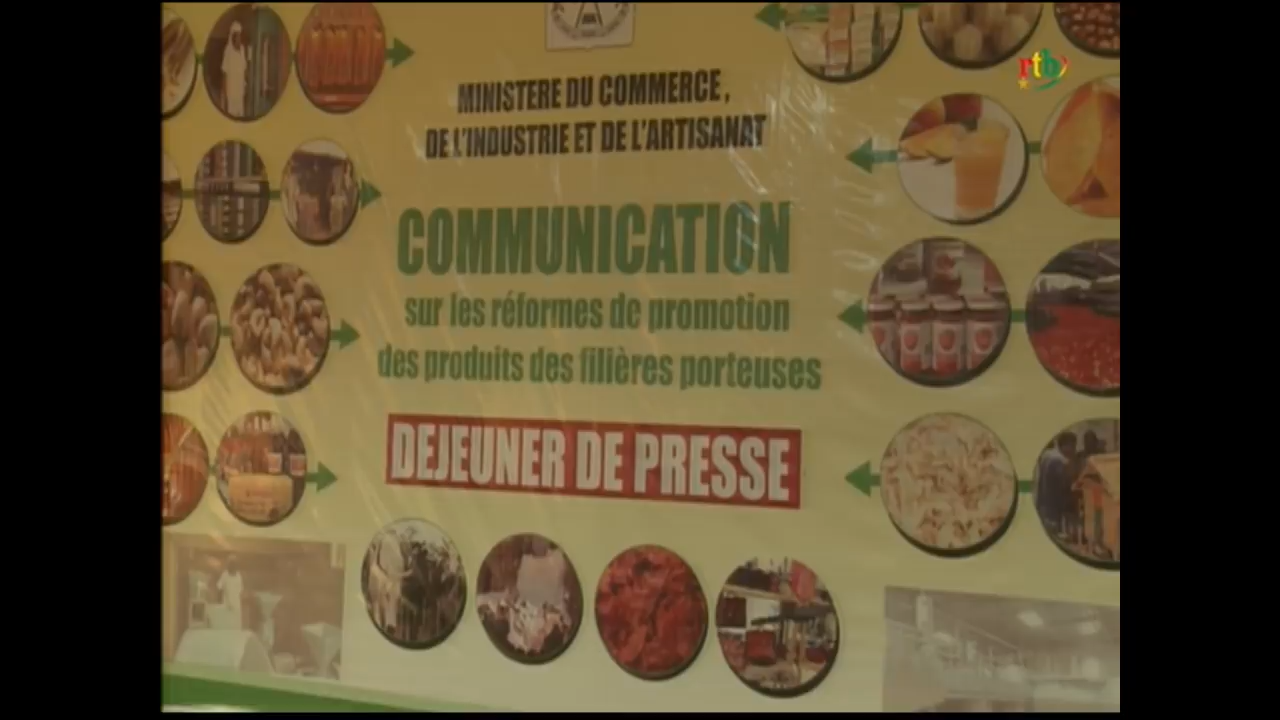 rtb
MINISTERE DU COMMERCE,
DE L'INDUSTRIE ET DE L'ARTISANAT
COMMUNICATION
sur les réformes de promotion
des produits des filières porteuses
DEJEUNER DE PRESSE